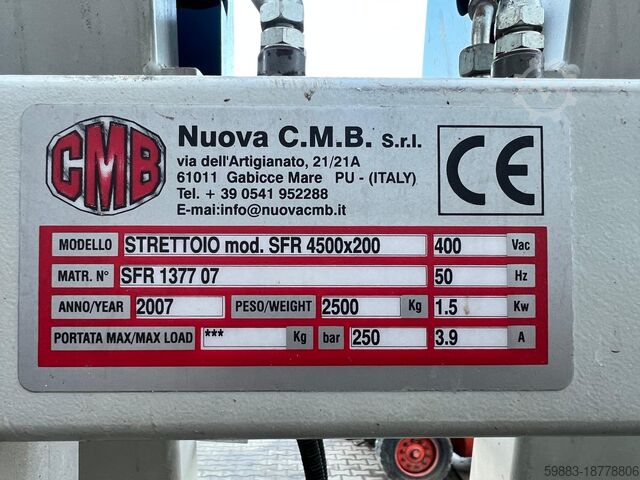 CMB
Nuova C.M.B. S.r.l.
via dell'Artigianato, 21/21A
61011 Gabicce Mare PU - (ITALY)
Tel. + 39 0541 952288
E-mai:info@nuovacmb.it
CE
MODELLO STRETTOIO mod. SFR 4500x200 400 Vac
MATR. N° SFR 1377 07 50 Hz
ANNO/YEAR 2007 PESO/WEIGHT 2500 Kg 1.5 Kw
PORTATA MAX/MAX LOAD *** Kg bar 250 3.9 A
59883-18778806